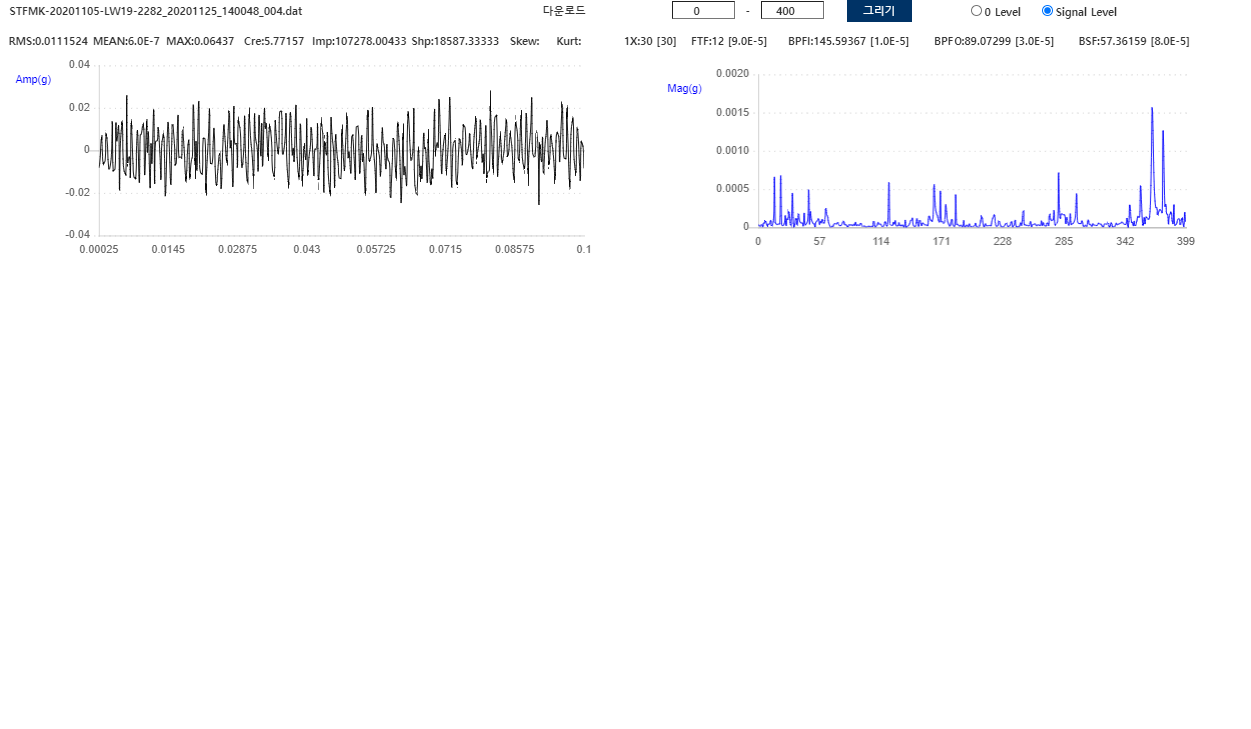 STFMK-20201105-LW19-2282_20201125_140048_004.dat 다운로드 0 - 400 그리기 0 Level Signal Level
RMS:0.0111524 MEAN:6.0E-7 MAX:0.06437 Cre:5.77157 Imp:107278.00433 Shp:18587.33333 Skew: Kurt: 1X:30 [30] FTF:12 [9.0E-5] BPFI:145.59367 [1.0E-5] BPFO:89.07299 [3.0E-5] BSF:57.36159 [8.0E-5]
Amp(g)
0.04
0.02
0
-0.02
-0.04
0.00025 0.0145 0.02875 0.043 0.05725 0.0715 0.08575 0.1
Mag(g)
0.0020
0.0015
0.0010
0.0005
0
0 57 114 171 228 285 342 399